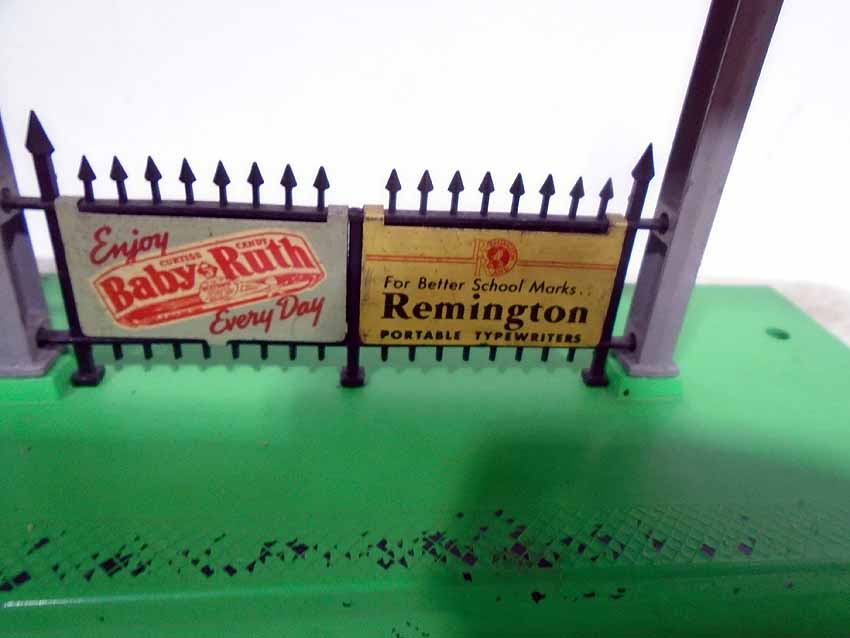 Enjoy
CURTISS CANDY
Baby Ruth
Every Day
For Better School Marks..
Remington
PORTABLE TYPEWRITERS